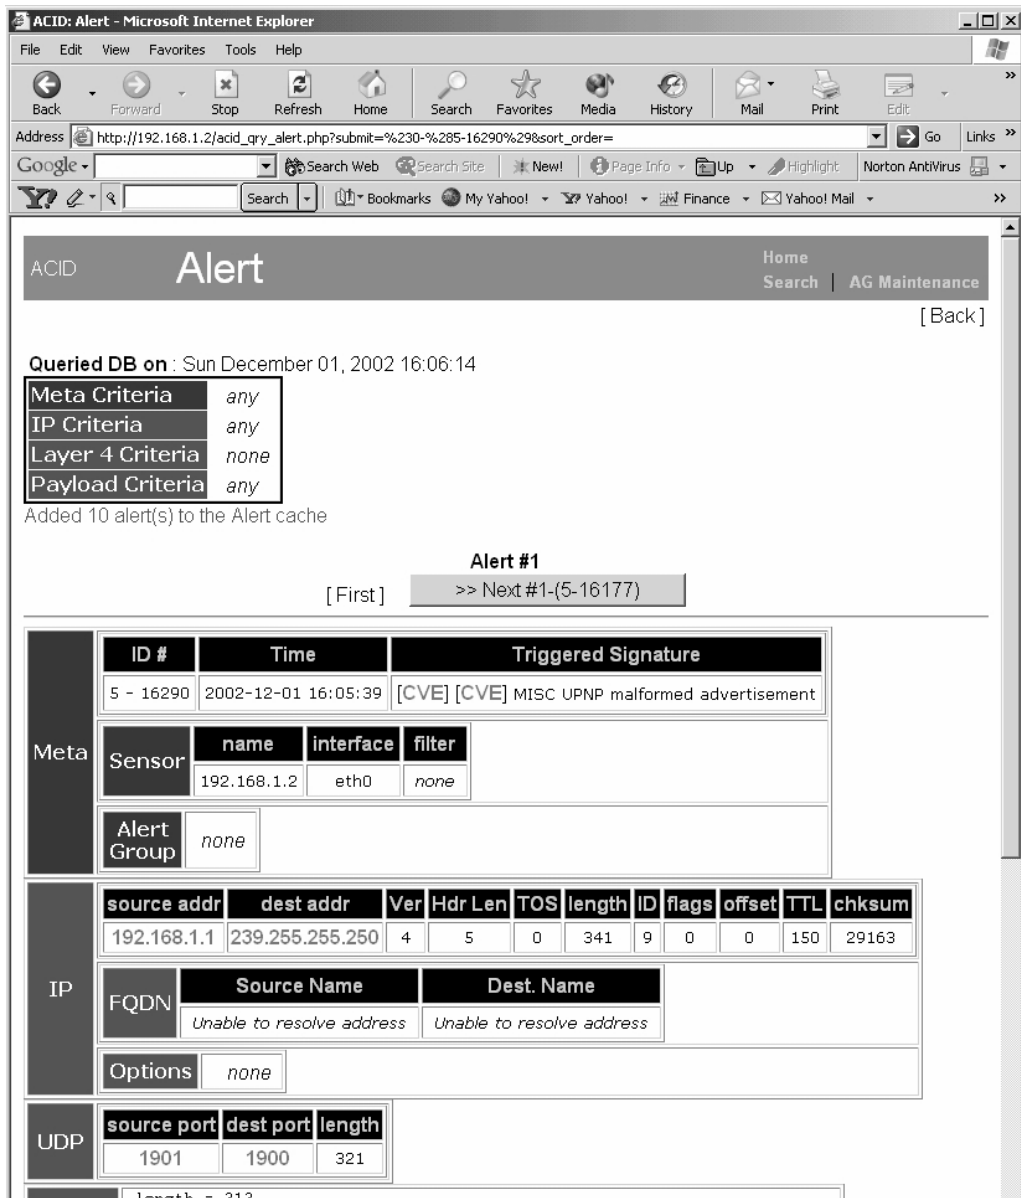 ACID: Alert - Microsoft Internet Explorer
File Edit View Favorites Tools Help
Back Forward Stop Refresh Home Search Favorites Media History Mail Print Edit »
Address http://192.168.1.2/acid_qry_alert.php?submit=%230-%285-16290%29&sort_order= Go Links »
Google Search Web Search Site New! Page Info Up Highlight Norton AntiVirus
Y? Search Bookmarks My Yahoo! Y? Yahoo! Finance Yahoo! Mail »
ACID Alert Home
Search | AG Maintenance
[ Back ]
Queried DB on : Sun December 01, 2002 16:06:14
Meta Criteria any
IP Criteria any
Layer 4 Criteria none
Payload Criteria any
Added 10 alert(s) to the Alert cache
Alert #1
[ First ] >> Next #1-(5-16177)
Meta
ID # Time Triggered Signature
5 - 16290 2002-12-01 16:05:39 [CVE] [CVE] MISC UPNP malformed advertisement
Sensor name interface filter
192.168.1.2 eth0 none
Alert Group none
IP
source addr dest addr Ver Hdr Len TOS length ID flags offset TTL chksum
192.168.1.1 239.255.255.250 4 5 0 341 9 0 0 150 29163
FQDN Source Name Dest. Name
Unable to resolve address Unable to resolve address
Options none
UDP
source port dest port length
1901 1900 321
length = 313